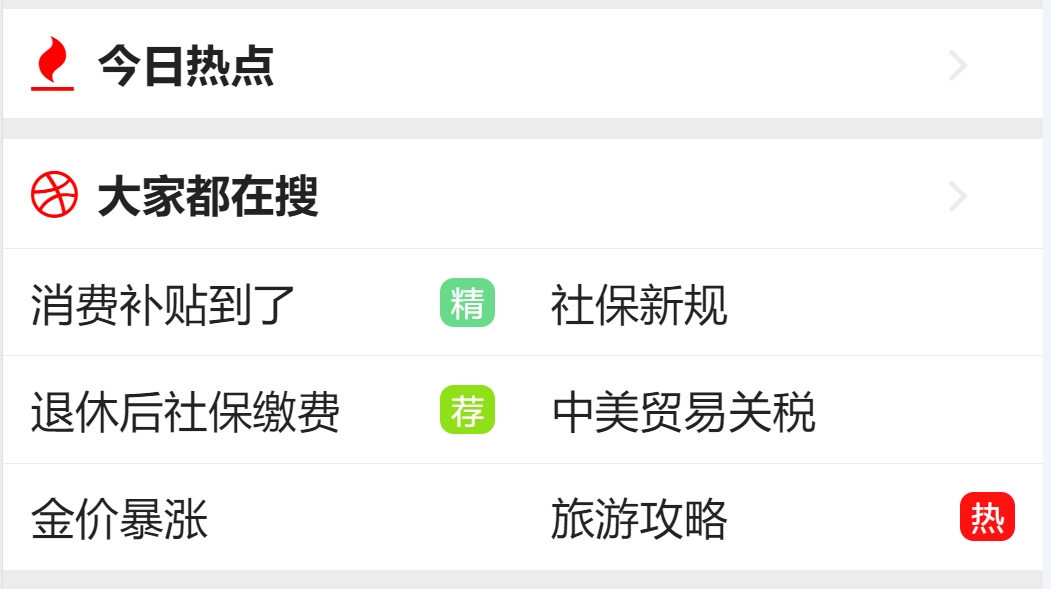 今日热点
大家都在搜
消费补贴到了 精 社保新规
退休后社保缴费 荐 中美贸易关税
金价暴涨 旅游攻略 热